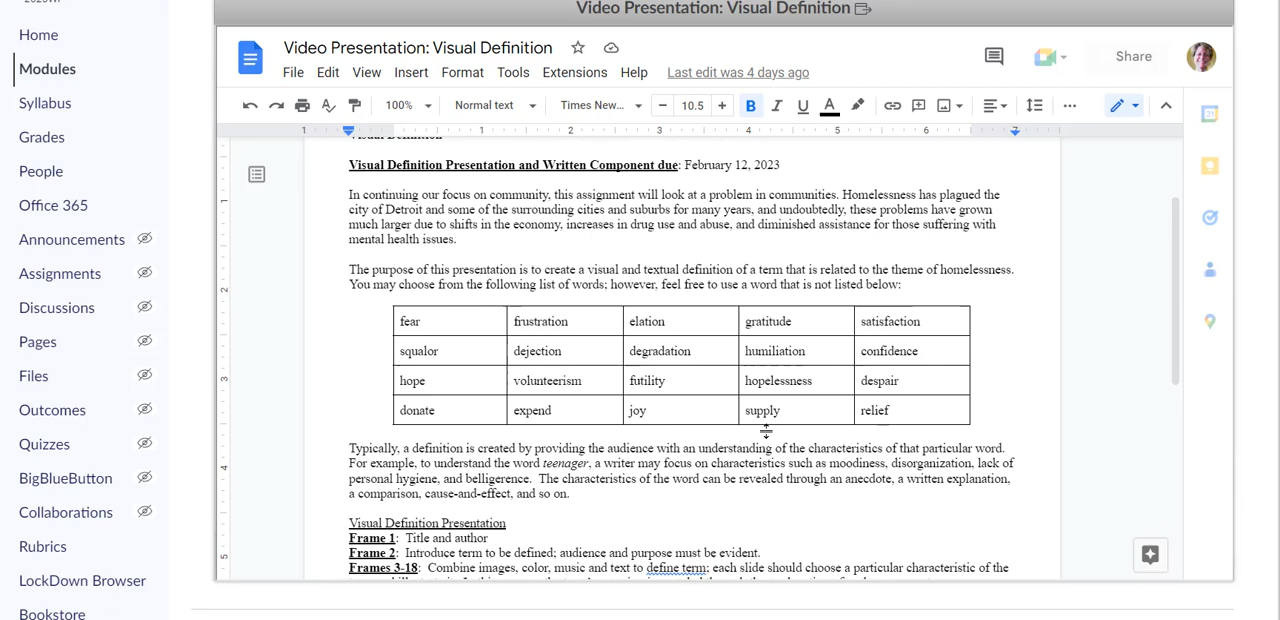 Video Presentation: Visual Definition
Home
Modules
Syllabus
Grades
People
Office 365
Announcements
Assignments
Discussions
Pages
Files
Outcomes
Quizzes
BigBlueButton
Collaborations
Rubrics
LockDown Browser
Bookstore
Video Presentation: Visual Definition
File Edit View Insert Format Tools Extensions Help Last edit was 4 days ago
Share
100% Normal text Times New... − 10.5 + B I U A
1 1 2 3 4 5 6 7
Visual Definition Presentation and Written Component due: February 12, 2023
In continuing our focus on community, this assignment will look at a problem in communities. Homelessness has plagued the
city of Detroit and some of the surrounding cities and suburbs for many years, and undoubtedly, these problems have grown
much larger due to shifts in the economy, increases in drug use and abuse, and diminished assistance for those suffering with
mental health issues.
The purpose of this presentation is to create a visual and textual definition of a term that is related to the theme of homelessness.
You may choose from the following list of words; however, feel free to use a word that is not listed below:
fear frustration elation gratitude satisfaction
squalor dejection degradation humiliation confidence
hope volunteerism futility hopelessness despair
donate expend joy supply relief
Typically, a definition is created by providing the audience with an understanding of the characteristics of that particular word.
For example, to understand the word teenager, a writer may focus on characteristics such as moodiness, disorganization, lack of
personal hygiene, and belligerence. The characteristics of the word can be revealed through an anecdote, a written explanation,
a comparison, cause-and-effect, and so on.
Visual Definition Presentation
Frame 1: Title and author
Frame 2: Introduce term to be defined; audience and purpose must be evident.
Frames 3-18: Combine images, color, music and text to define term; each slide should choose a particular characteristic of the